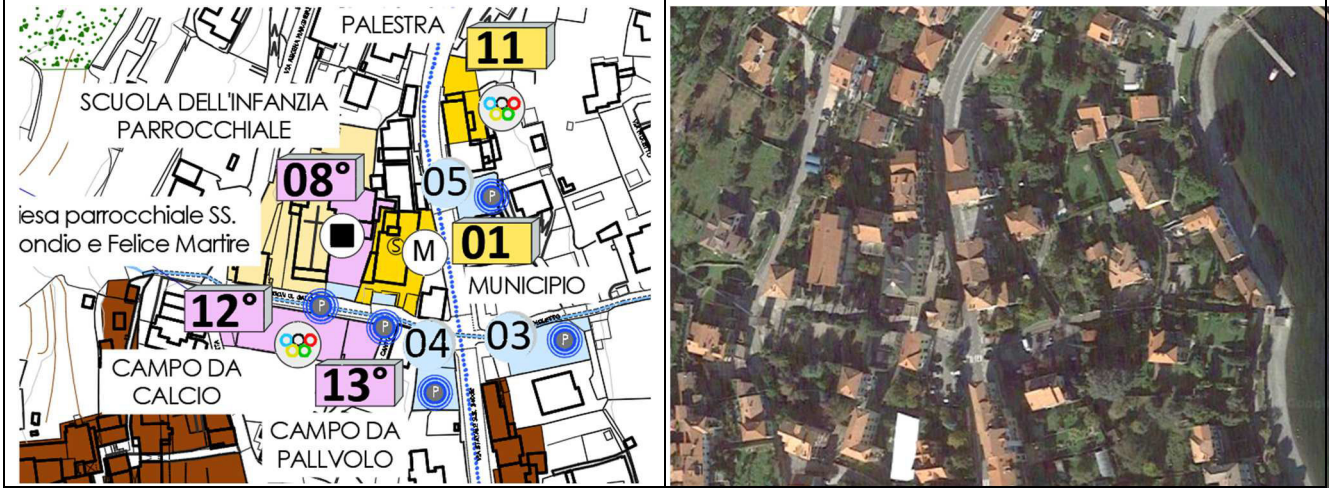 PALESTRA
11
SCUOLA DELL'INFANZIA
PARROCCHIALE
08°
05
P
iesa parrocchiale SS.
ondio e Felice Martire
S
M
01
MUNICIPIO
12°
P
P
04
03
P
CAMPO DA
CALCIO
13°
P
CAMPO DA
PALLVOLO